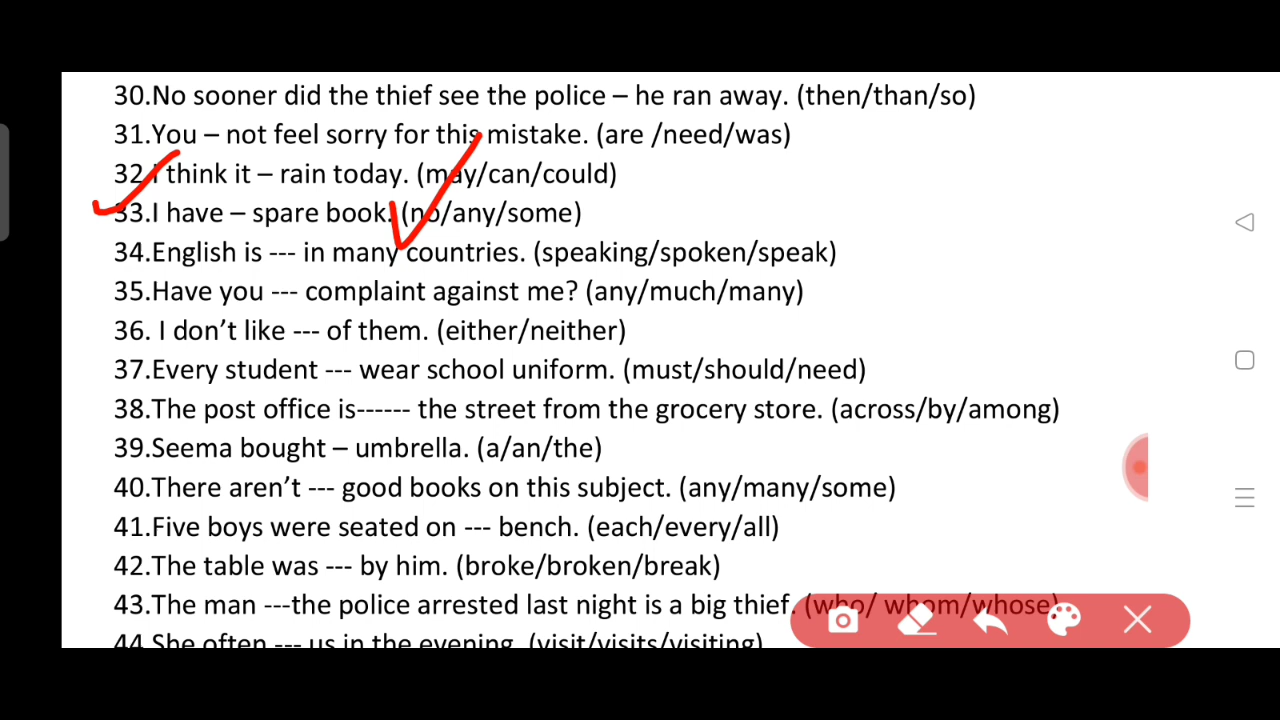 30.No sooner did the thief see the police – he ran away. (then/than/so)
31.You – not feel sorry for this mistake. (are /need/was)
32.I think it – rain today. (may/can/could)
33.I have – spare book. (no/any/some)
34.English is --- in many countries. (speaking/spoken/speak)
35.Have you --- complaint against me? (any/much/many)
36. I don’t like --- of them. (either/neither)
37.Every student --- wear school uniform. (must/should/need)
38.The post office is------ the street from the grocery store. (across/by/among)
39.Seema bought – umbrella. (a/an/the)
40.There aren’t --- good books on this subject. (any/many/some)
41.Five boys were seated on --- bench. (each/every/all)
42.The table was --- by him. (broke/broken/break)
43.The man ---the police arrested last night is a big thief. (who/ whom/whose)
44.She often --- us in the evening. (visit/visits/visiting)